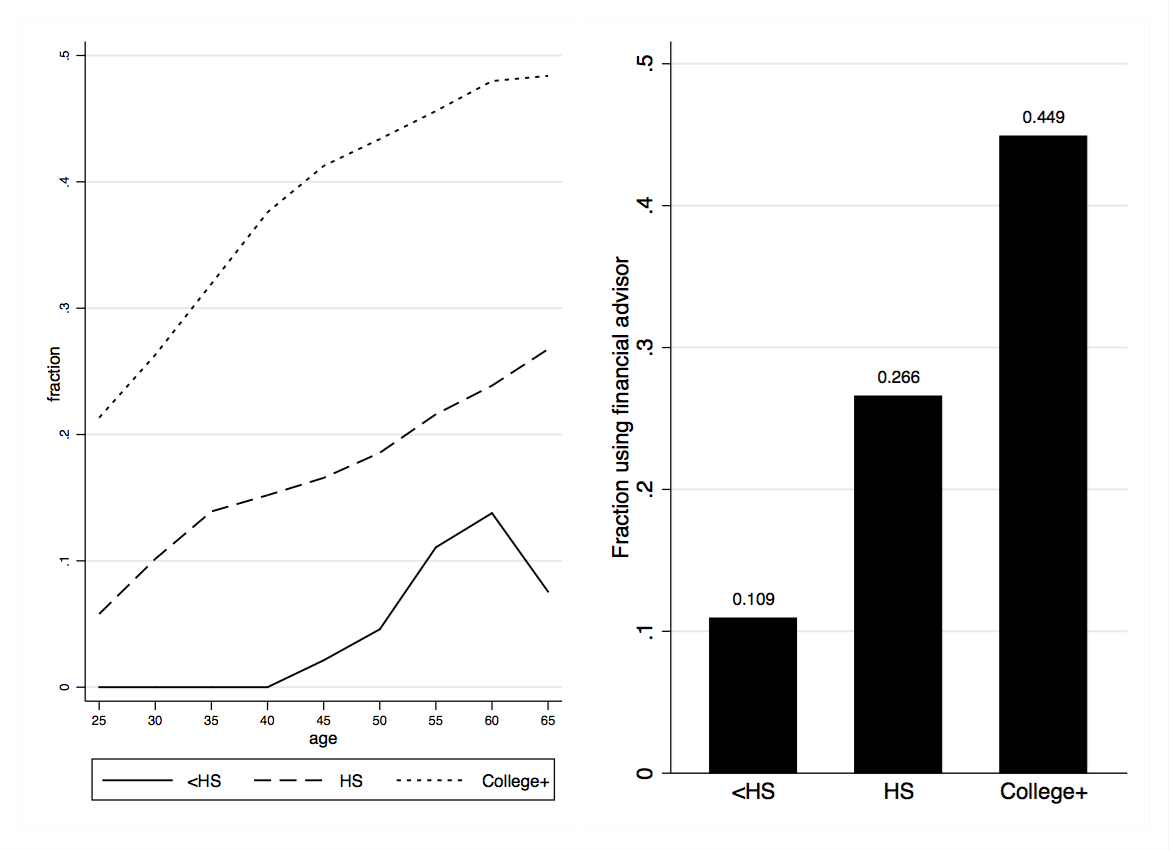 .5
.4
.3
.2
.1
0
fraction
25 30 35 40 45 50 55 60 65
age
<HS HS College+
.5
.4
.3
.2
.1
0
Fraction using financial advisor
0.109
0.266
0.449
<HS HS College+